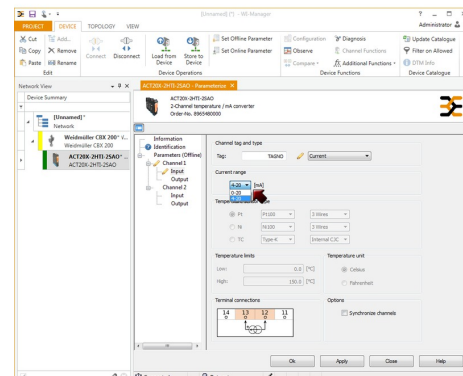 [Unnamed] (*) - WI-Manager
PROJECT DEVICE TOPOLOGY VIEW
Administrator
Cut Add...
Copy Remove
Paste Rename
Edit
Connect Disconnect
Load from Device
Store to Device
Set Offline Parameter
Set Online Parameter
Device Operations
Configuration Diagnosis
Observe Channel Functions
Compare Additional Functions
Device Functions
Update Catalogue
Filter on Allowed
DTM Info
Device Catalogue
Network View
Device Summary
[Unnamed]*
Network
Weidmüller CBX 200*
Weidmüller CBX 200
ACT20X-2HTI-2SAO*
ACT20X-2HTI-2SAO
ACT20X-2HTI-2SAO - Parameterize
ACT20X-2HTI-2SAO
2-Channel temperature / mA converter
Order-No. 8965480000
Information
Identification
Parameters (Offline)
Channel 1
Input
Output
Channel 2
Input
Output
Channel tag and type
Tag: TAGNO Current
Current range
4-20 [mA]
0-20
4-20
Pt Pt100 3 Wires
Ni Ni100 3 Wires
TC Type-K Internal CJC
Temperature limits
Low: 0.0 [°C]
High: 150.0 [°C]
Temperature unit
Celsius
Fahrenheit
Terminal connections
14 13 12 11
Options
Synchronize channels
Ok Apply Close Help